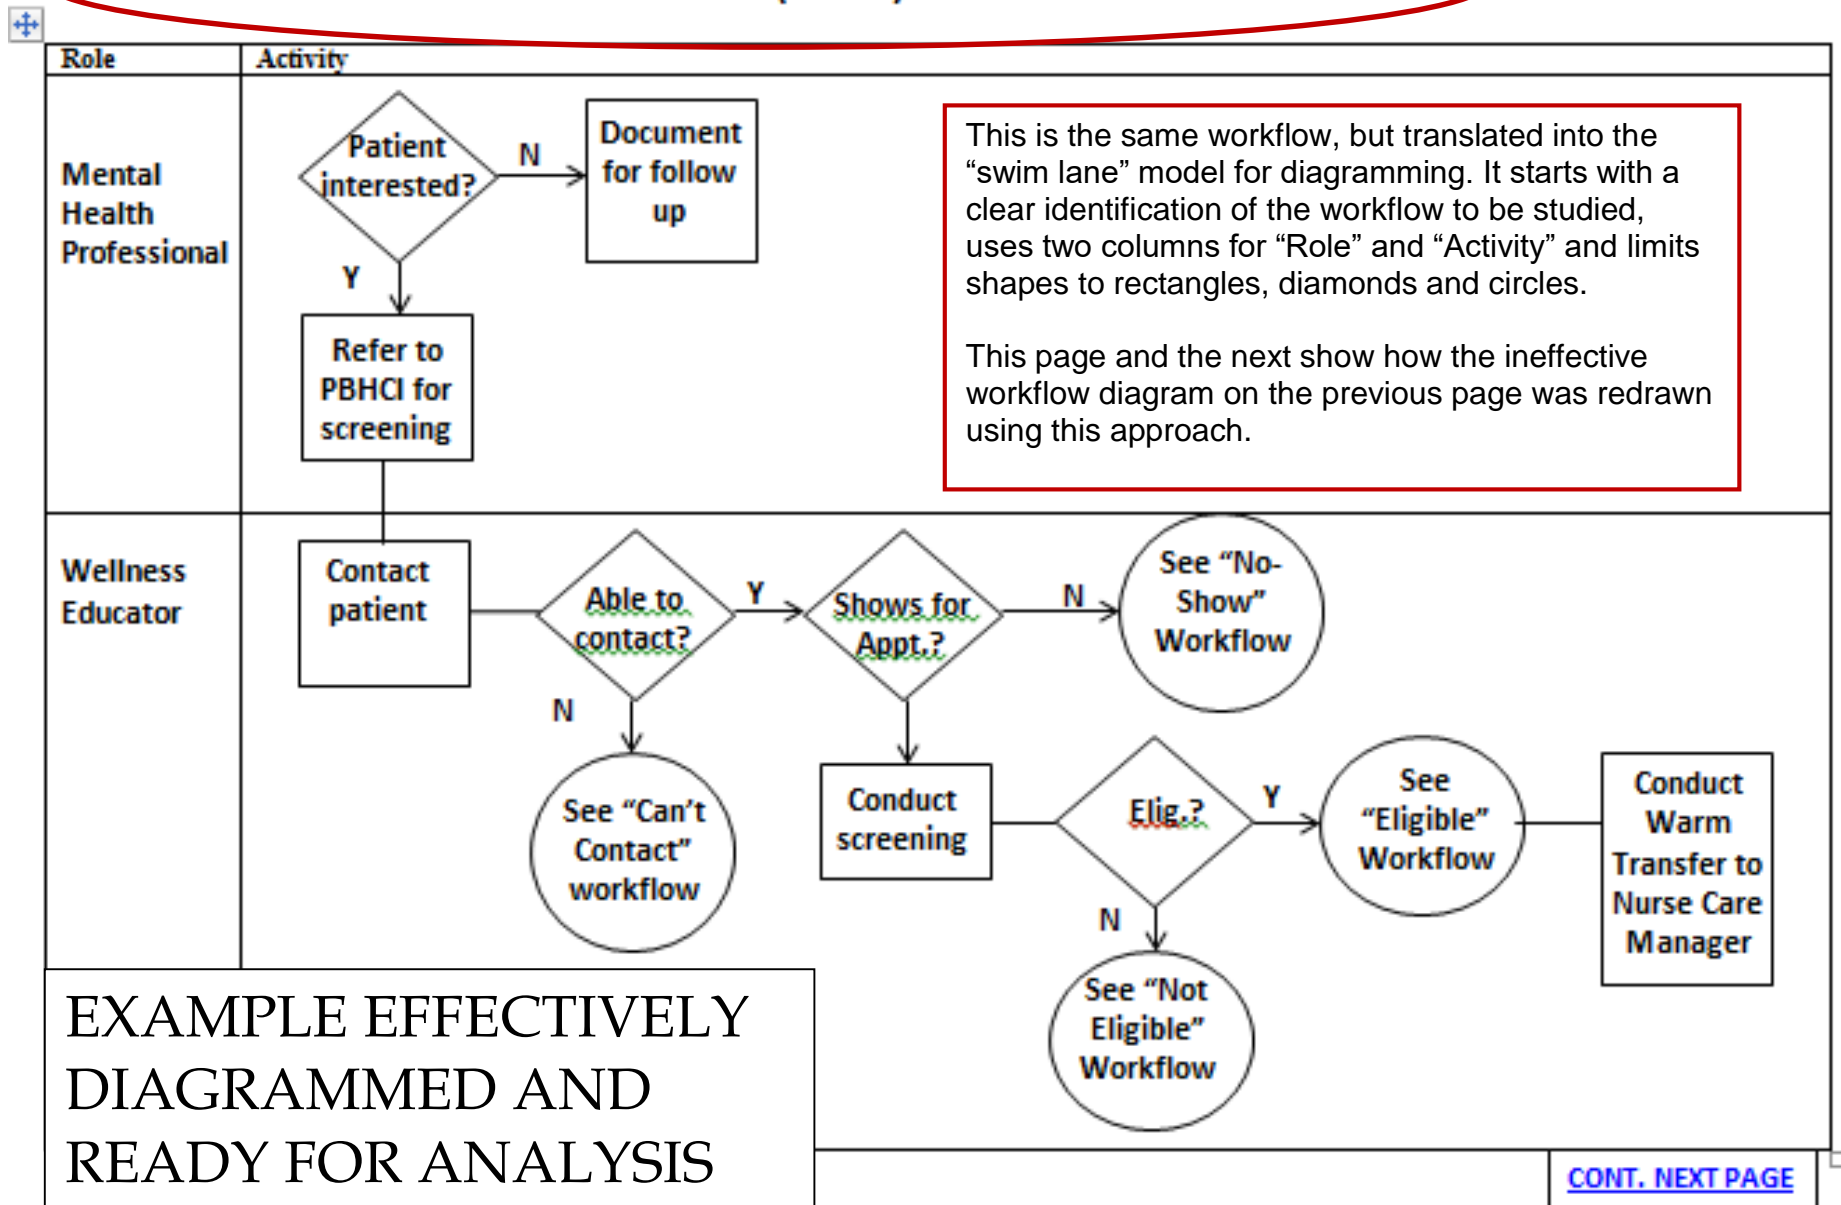 Role
Activity
Mental
Health
Professional
Patient
interested?
N
Document
for follow
up
Y
Refer to
PBHCI for
screening
This is the same workflow, but translated into the
“swim lane” model for diagramming. It starts with a
clear identification of the workflow to be studied,
uses two columns for “Role” and “Activity” and limits
shapes to rectangles, diamonds and circles.
This page and the next show how the ineffective
workflow diagram on the previous page was redrawn
using this approach.
Wellness
Educator
Contact
patient
Able to
contact?
Y
Shows for
Appt.?
N
See “No-
Show”
Workflow
N
See “Can’t
Contact”
workflow
Conduct
screening
Elig.?
Y
See
“Eligible”
Workflow
Conduct
Warm
Transfer to
Nurse Care
Manager
N
See “Not
Eligible”
Workflow
EXAMPLE EFFECTIVELY
DIAGRAMMED AND
READY FOR ANALYSIS
CONT. NEXT PAGE